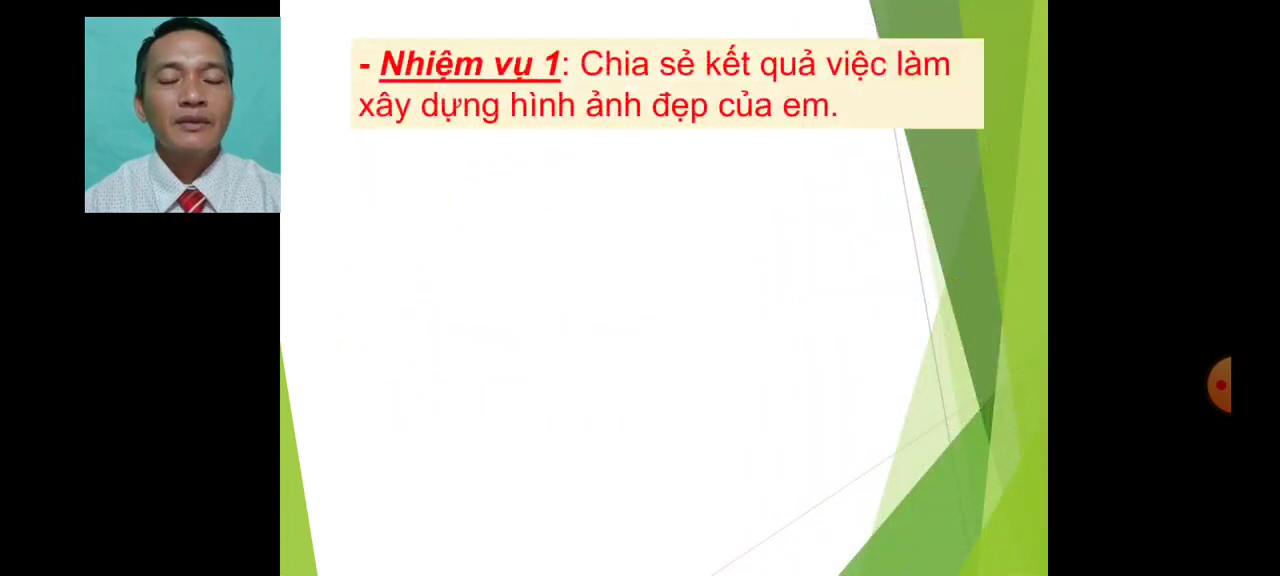 - Nhiệm vụ 1: Chia sẻ kết quả việc làm
xây dựng hình ảnh đẹp của em.